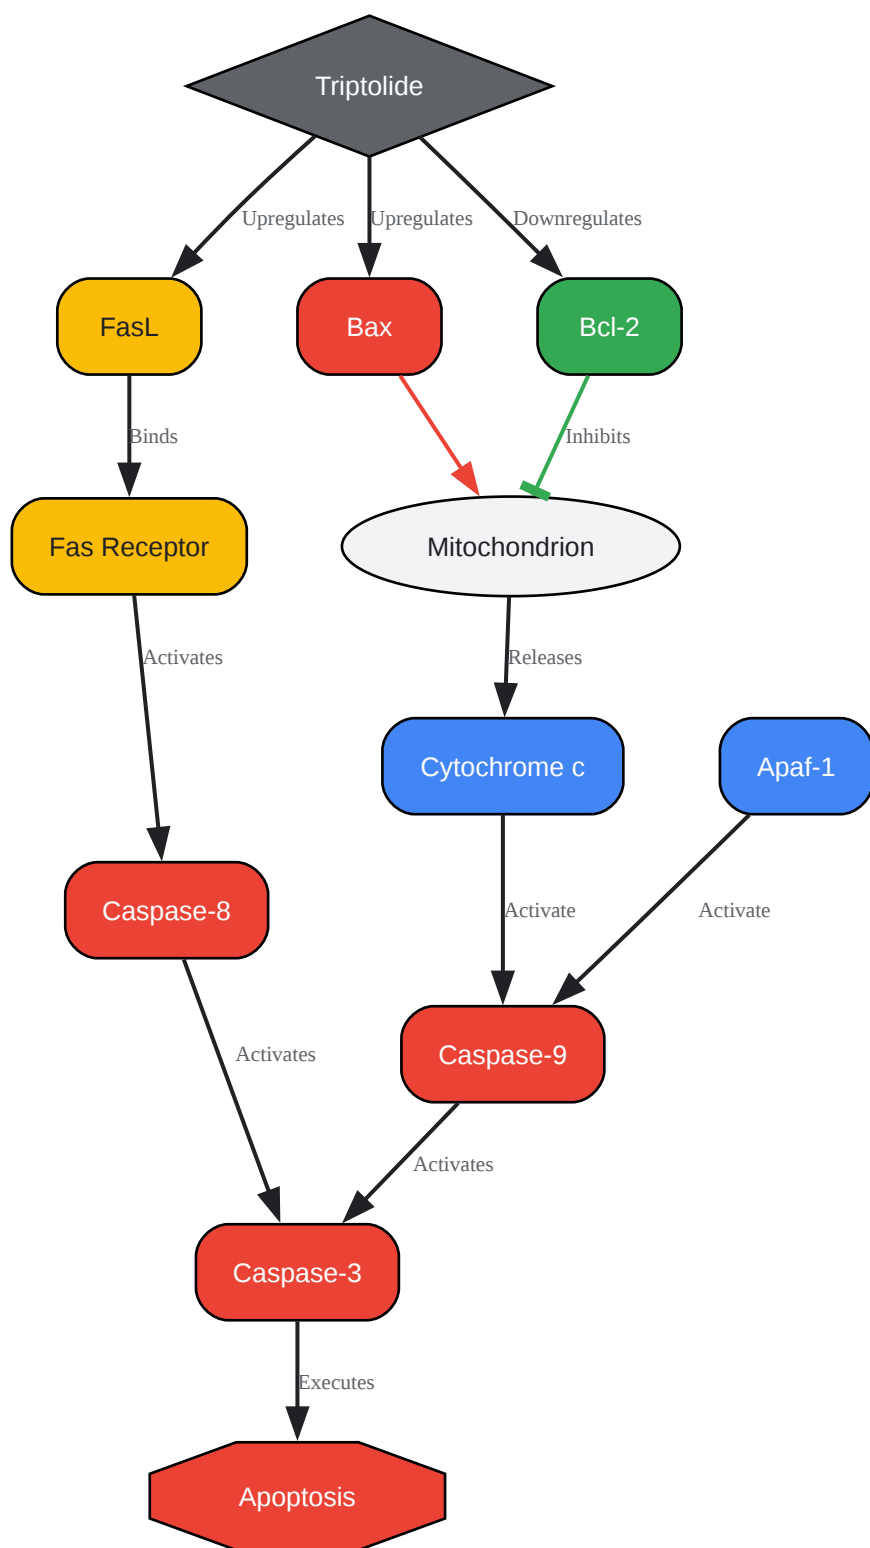 Triptolide
Upregulates
Upregulates
Downregulates
FasL
Bax
Bcl-2
Binds
Inhibits
Fas Receptor
Mitochondrion
Activates
Releases
Cytochrome c
Apaf-1
Caspase-8
Activate
Activate
Activates
Caspase-9
Activates
Caspase-3
Executes
Apoptosis